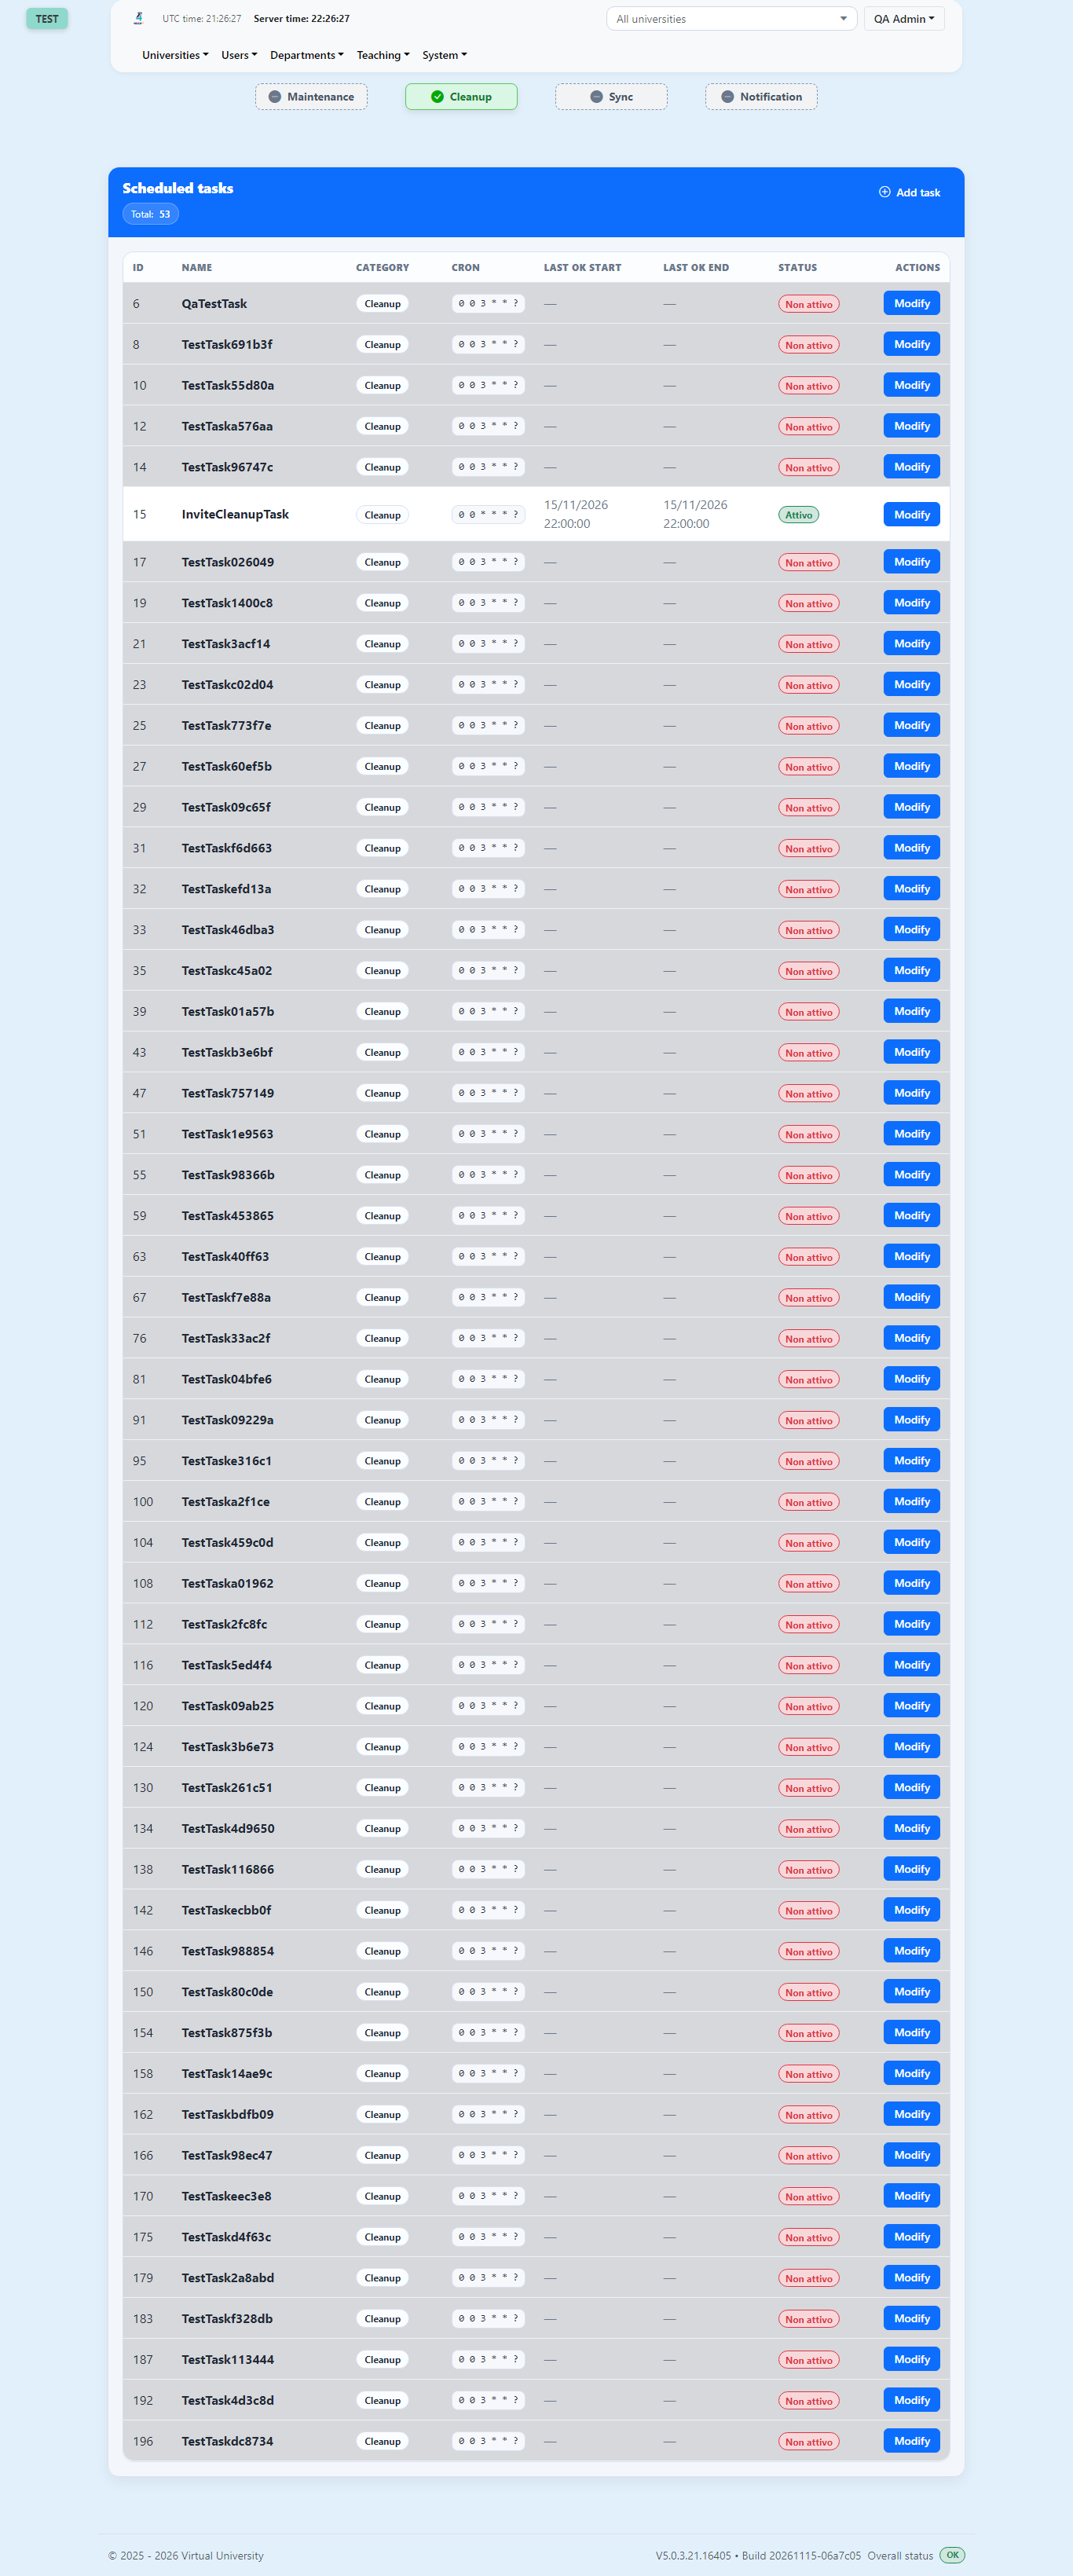 TEST
UTC time: 21:26:27 Server time: 22:26:27 All universities QA Admin
Universities Users Departments Teaching System
Maintenance Cleanup Sync Notification
Scheduled tasks
Add task
Total: 53
ID NAME CATEGORY CRON LAST OK START LAST OK END STATUS ACTIONS
6 QaTestTask Cleanup 0 0 3 * * ? — — Non attivo Modify
8 TestTask691b3f Cleanup 0 0 3 * * ? — — Non attivo Modify
10 TestTask55d80a Cleanup 0 0 3 * * ? — — Non attivo Modify
12 TestTaska576aa Cleanup 0 0 3 * * ? — — Non attivo Modify
14 TestTask96747c Cleanup 0 0 3 * * ? — — Non attivo Modify
15 InviteCleanupTask Cleanup 0 0 * * * ? 15/11/2026 22:00:00 15/11/2026 22:00:00 Attivo Modify
17 TestTask026049 Cleanup 0 0 3 * * ? — — Non attivo Modify
19 TestTask1400c8 Cleanup 0 0 3 * * ? — — Non attivo Modify
21 TestTask3acf14 Cleanup 0 0 3 * * ? — — Non attivo Modify
23 TestTaskc02d04 Cleanup 0 0 3 * * ? — — Non attivo Modify
25 TestTask773f7e Cleanup 0 0 3 * * ? — — Non attivo Modify
27 TestTask60ef5b Cleanup 0 0 3 * * ? — — Non attivo Modify
29 TestTask09c65f Cleanup 0 0 3 * * ? — — Non attivo Modify
31 TestTaskf6d663 Cleanup 0 0 3 * * ? — — Non attivo Modify
32 TestTaskefd13a Cleanup 0 0 3 * * ? — — Non attivo Modify
33 TestTask46dba3 Cleanup 0 0 3 * * ? — — Non attivo Modify
35 TestTaskc45a02 Cleanup 0 0 3 * * ? — — Non attivo Modify
39 TestTask01a57b Cleanup 0 0 3 * * ? — — Non attivo Modify
43 TestTaskb3e6bf Cleanup 0 0 3 * * ? — — Non attivo Modify
47 TestTask757149 Cleanup 0 0 3 * * ? — — Non attivo Modify
51 TestTask1e9563 Cleanup 0 0 3 * * ? — — Non attivo Modify
55 TestTask98366b Cleanup 0 0 3 * * ? — — Non attivo Modify
59 TestTask453865 Cleanup 0 0 3 * * ? — — Non attivo Modify
63 TestTask40ff63 Cleanup 0 0 3 * * ? — — Non attivo Modify
67 TestTaskf7e88a Cleanup 0 0 3 * * ? — — Non attivo Modify
76 TestTask33ac2f Cleanup 0 0 3 * * ? — — Non attivo Modify
81 TestTask04bfe6 Cleanup 0 0 3 * * ? — — Non attivo Modify
91 TestTask09229a Cleanup 0 0 3 * * ? — — Non attivo Modify
95 TestTaske316c1 Cleanup 0 0 3 * * ? — — Non attivo Modify
100 TestTaska2f1ce Cleanup 0 0 3 * * ? — — Non attivo Modify
104 TestTask459c0d Cleanup 0 0 3 * * ? — — Non attivo Modify
108 TestTaska01962 Cleanup 0 0 3 * * ? — — Non attivo Modify
112 TestTask2fc8fc Cleanup 0 0 3 * * ? — — Non attivo Modify
116 TestTask5ed4f4 Cleanup 0 0 3 * * ? — — Non attivo Modify
120 TestTask09ab25 Cleanup 0 0 3 * * ? — — Non attivo Modify
124 TestTask3b6e73 Cleanup 0 0 3 * * ? — — Non attivo Modify
130 TestTask261c51 Cleanup 0 0 3 * * ? — — Non attivo Modify
134 TestTask4d9650 Cleanup 0 0 3 * * ? — — Non attivo Modify
138 TestTask116866 Cleanup 0 0 3 * * ? — — Non attivo Modify
142 TestTaskecbb0f Cleanup 0 0 3 * * ? — — Non attivo Modify
146 TestTask988854 Cleanup 0 0 3 * * ? — — Non attivo Modify
150 TestTask80c0de Cleanup 0 0 3 * * ? — — Non attivo Modify
154 TestTask875f3b Cleanup 0 0 3 * * ? — — Non attivo Modify
158 TestTask14ae9c Cleanup 0 0 3 * * ? — — Non attivo Modify
162 TestTaskbdfb09 Cleanup 0 0 3 * * ? — — Non attivo Modify
166 TestTask98ec47 Cleanup 0 0 3 * * ? — — Non attivo Modify
170 TestTaskeec3e8 Cleanup 0 0 3 * * ? — — Non attivo Modify
175 TestTaskd4f63c Cleanup 0 0 3 * * ? — — Non attivo Modify
179 TestTask2a8abd Cleanup 0 0 3 * * ? — — Non attivo Modify
183 TestTaskf328db Cleanup 0 0 3 * * ? — — Non attivo Modify
187 TestTask113444 Cleanup 0 0 3 * * ? — — Non attivo Modify
192 TestTask4d3c8d Cleanup 0 0 3 * * ? — — Non attivo Modify
196 TestTaskdc8734 Cleanup 0 0 3 * * ? — — Non attivo Modify
© 2025 - 2026 Virtual University V5.0.3.21.16405 • Build 20261115-06a7c05 Overall status OK